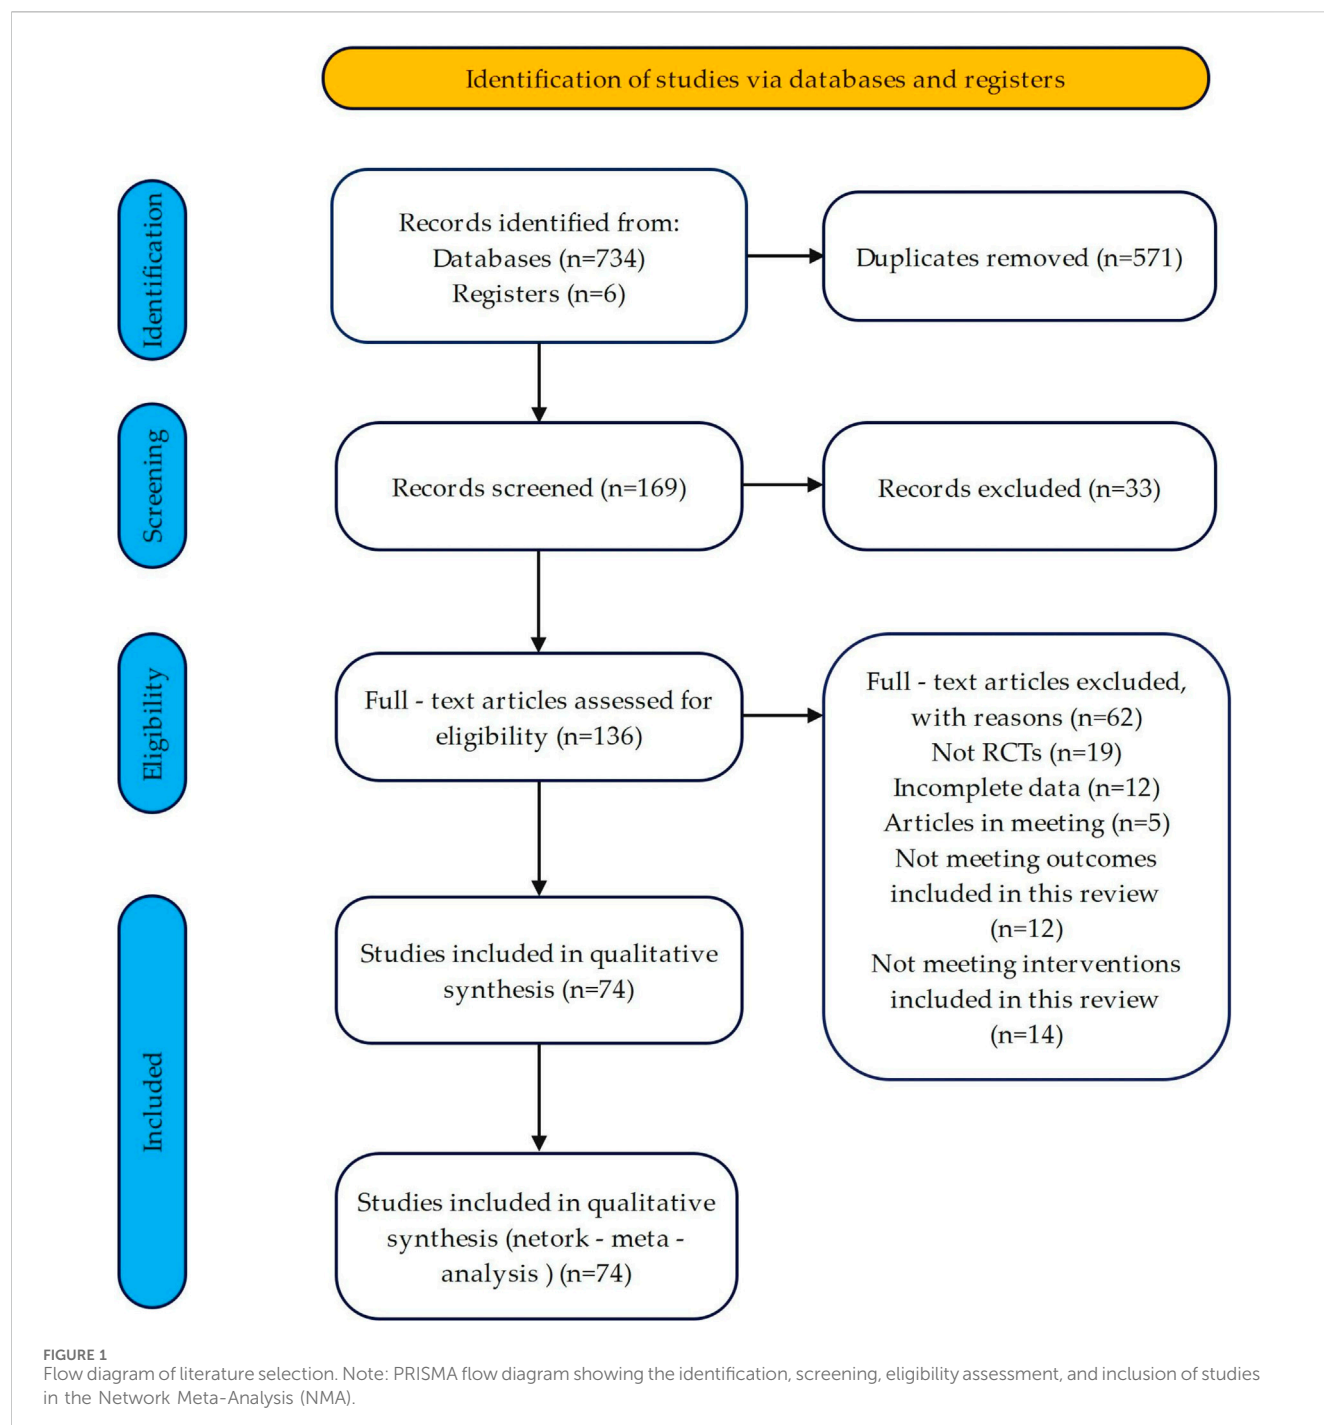 Identification of studies via databases and registers
Identification
Records identified from:
Databases (n=734)
Registers (n=6)
Duplicates removed (n=571)
Screening
Records screened (n=169)
Records excluded (n=33)
Eligibility
Full - text articles assessed for
eligibility (n=136)
Full - text articles excluded,
with reasons (n=62)
Not RCTs (n=19)
Incomplete data (n=12)
Articles in meeting (n=5)
Not meeting outcomes
included in this review
(n=12)
Not meeting interventions
included in this review
(n=14)
Included
Studies included in qualitative
synthesis (n=74)
Studies included in qualitative
synthesis (netork - meta -
analysis ) (n=74)
FIGURE 1
Flow diagram of literature selection. Note: PRISMA flow diagram showing the identification, screening, eligibility assessment, and inclusion of studies
in the Network Meta-Analysis (NMA).